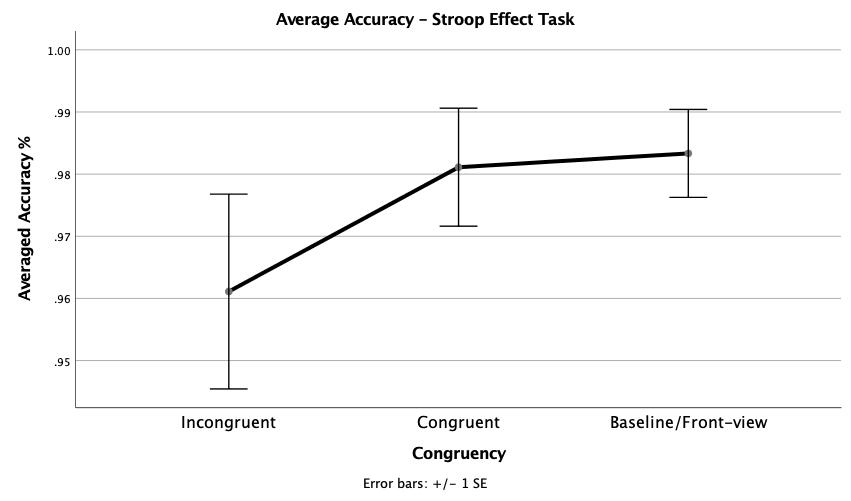 Average Accuracy – Stroop Effect Task
Averaged Accuracy %
1.00
.99
.98
.97
.96
.95
Incongruent
Congruent
Baseline/Front-view
Congruency
Error bars: +/- 1 SE